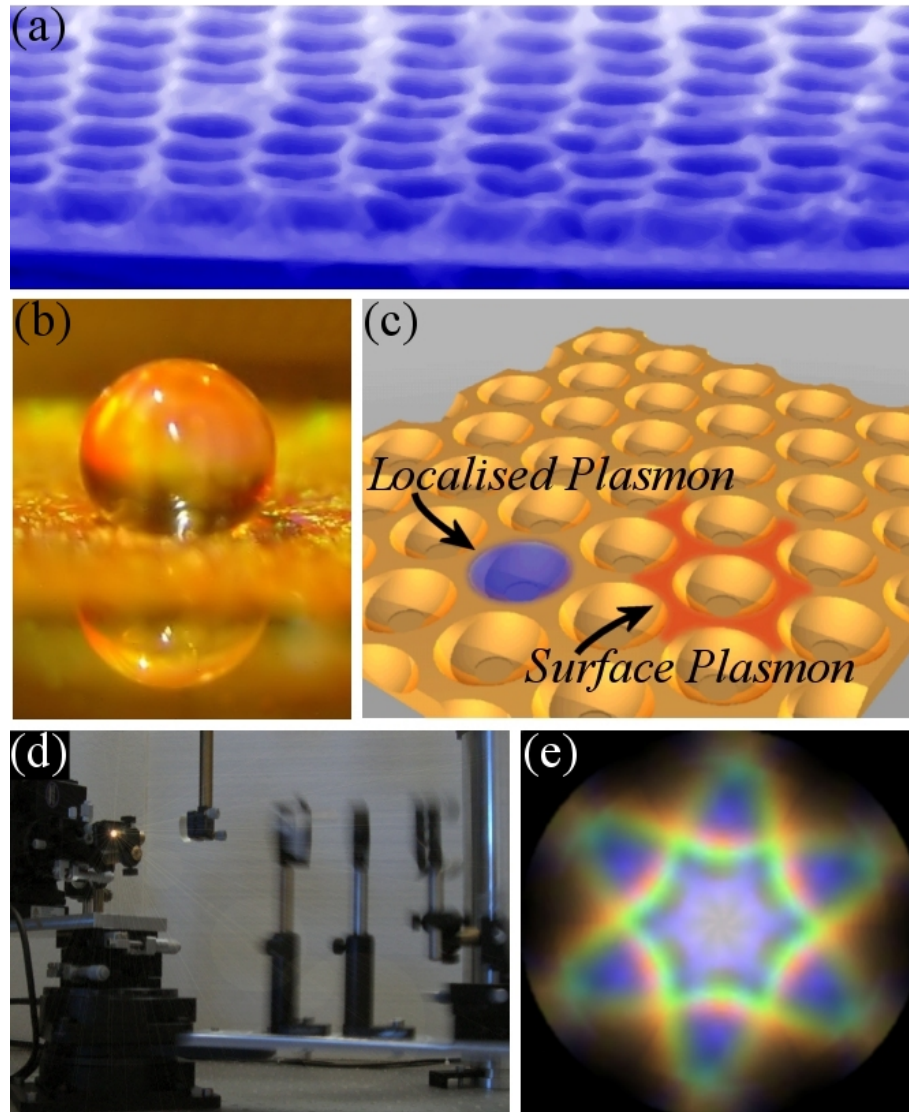 (a)
(b)
(c)
Localised Plasmon
Surface Plasmon
(d)
(e)